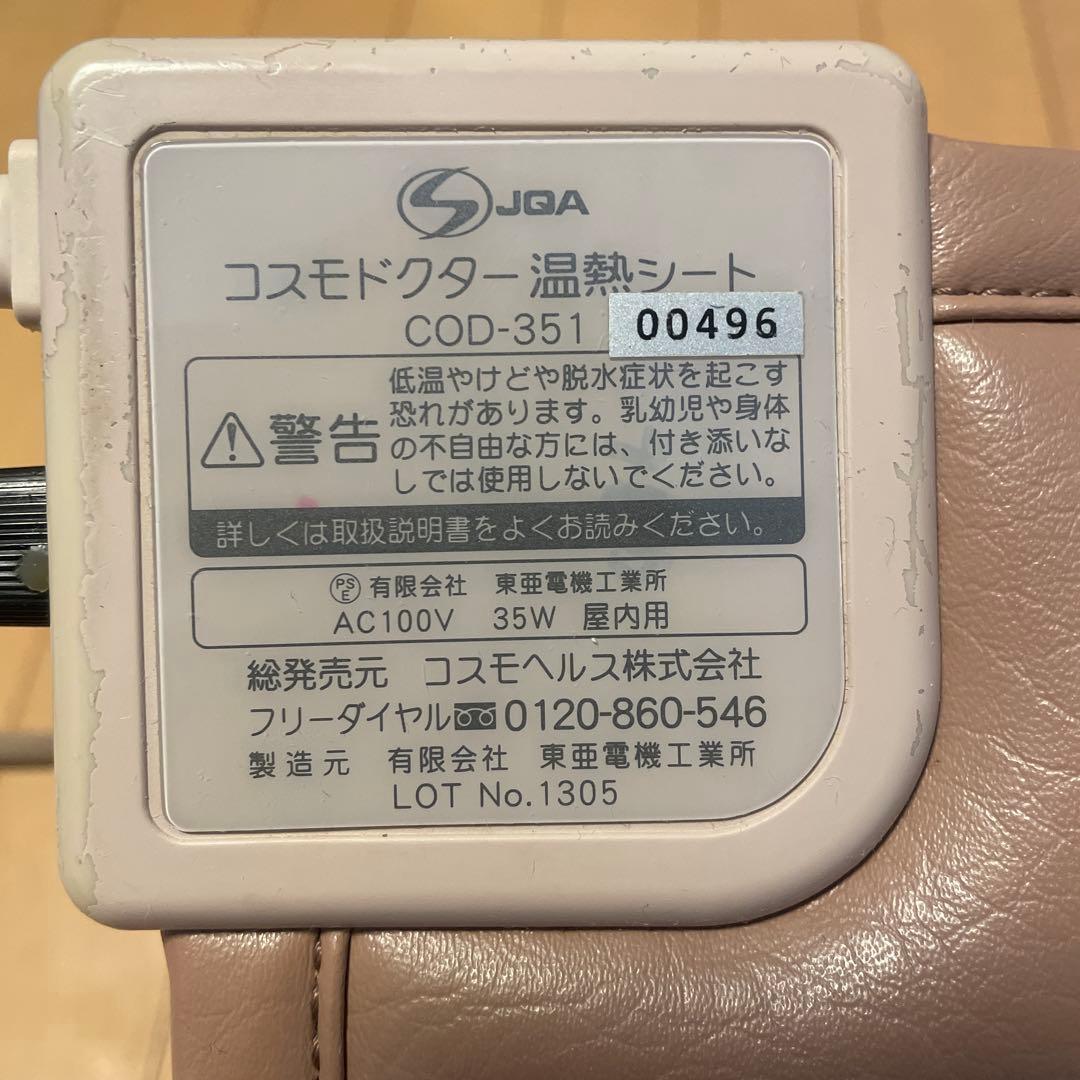 JQA
コスモドクター 温熱シート
COD-351 00496
警告
低温やけどや脱水症状を起こす
恐れがあります。乳幼児や身体
の不自由な方には、付き添いな
しでは使用しないでください。
詳しくは取扱説明書をよくお読みください。
PSE 有限会社 東亜電機工業所
AC100V 35W 屋内用
総発売元 コスモヘルス株式会社
フリーダイヤル 0120-860-546
製造元 有限会社 東亜電機工業所
LOT No.1305